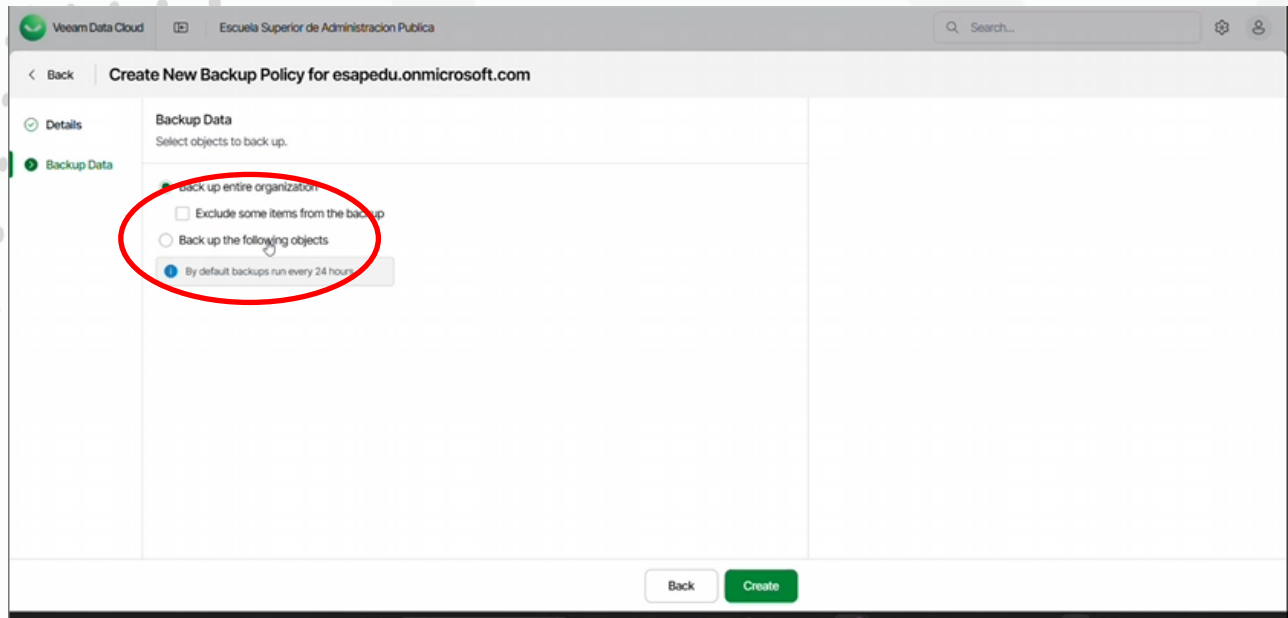 Veeam Data Cloud
Escuela Superior de Administracion Publica
Search...
Back
Create New Backup Policy for esapedu.onmicrosoft.com
Details
Backup Data
Backup Data
Select objects to back up.
Back up entire organization
Exclude some items from the backup
Back up the following objects
By default backups run every 24 hours
Back
Create